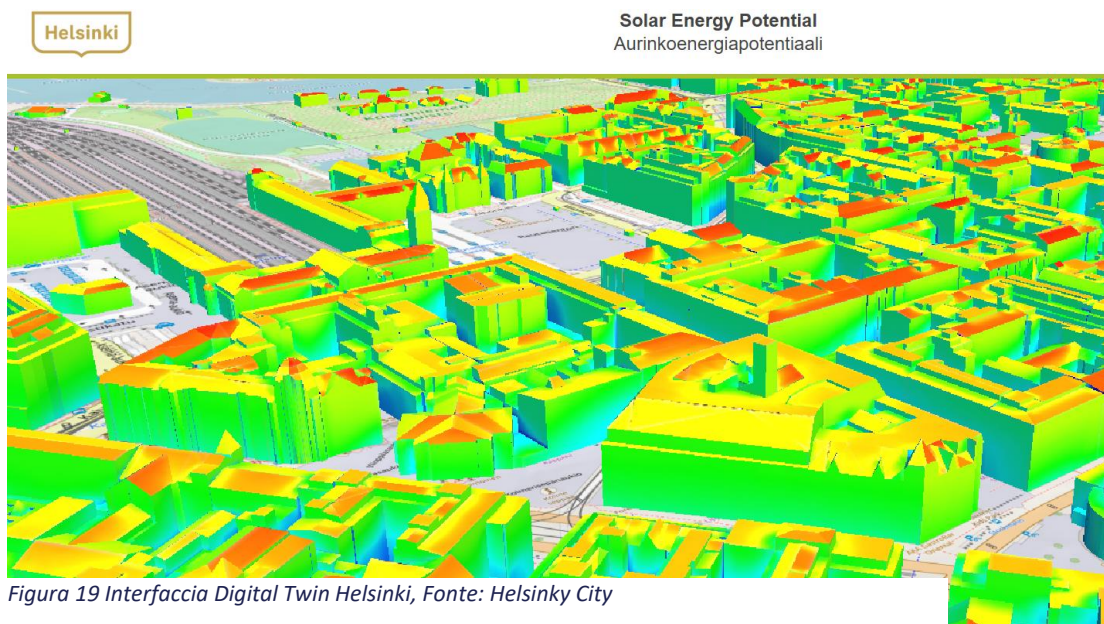 Helsinki
Solar Energy Potential
Aurinkoenergiapotentiaali
Figura 19 Interfaccia Digital Twin Helsinki, Fonte: Helsinky City